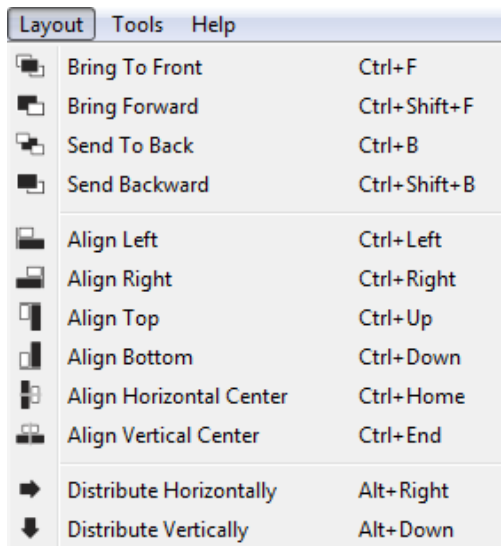 Layout Tools Help
Bring To Front Ctrl+F
Bring Forward Ctrl+Shift+F
Send To Back Ctrl+B
Send Backward Ctrl+Shift+B
Align Left Ctrl+Left
Align Right Ctrl+Right
Align Top Ctrl+Up
Align Bottom Ctrl+Down
Align Horizontal Center Ctrl+Home
Align Vertical Center Ctrl+End
Distribute Horizontally Alt+Right
Distribute Vertically Alt+Down